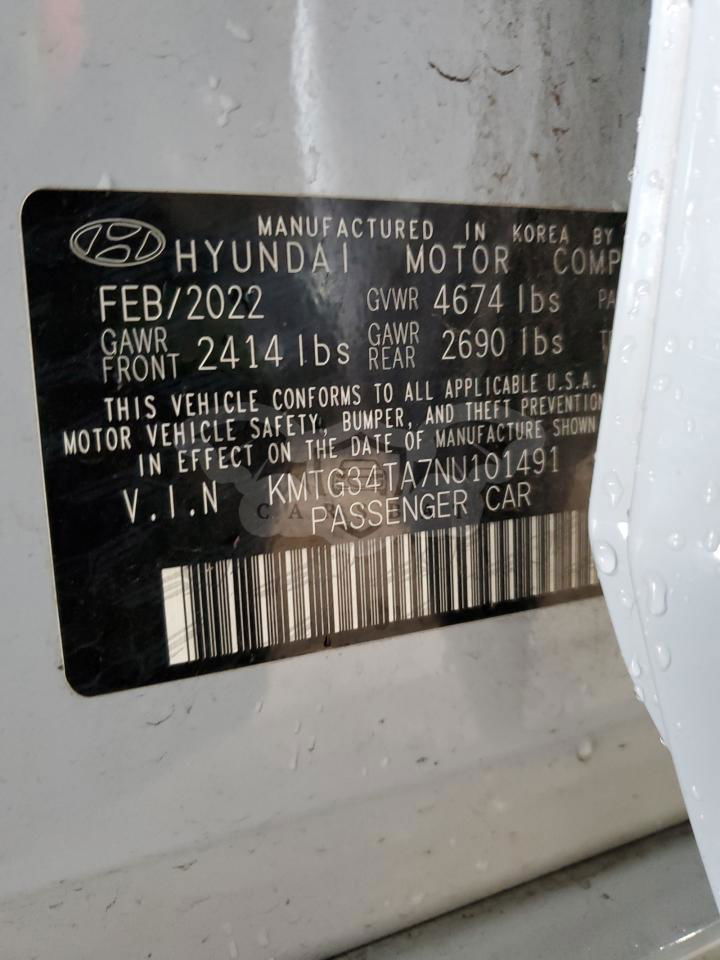 MANUFACTURED IN KOREA BY
HYUNDAI MOTOR COMP
FEB/2022 GVWR 4674 lbs PA
GAWR FRONT 2414 lbs GAWR REAR 2690 lbs
THIS VEHICLE CONFORMS TO ALL APPLICABLE U.S.A.
MOTOR VEHICLE SAFETY, BUMPER, AND THEFT PREVENTION
IN EFFECT ON THE DATE OF MANUFACTURE SHOWN
V.I.N KMTG34TA7NU101491
PASSENGER CAR